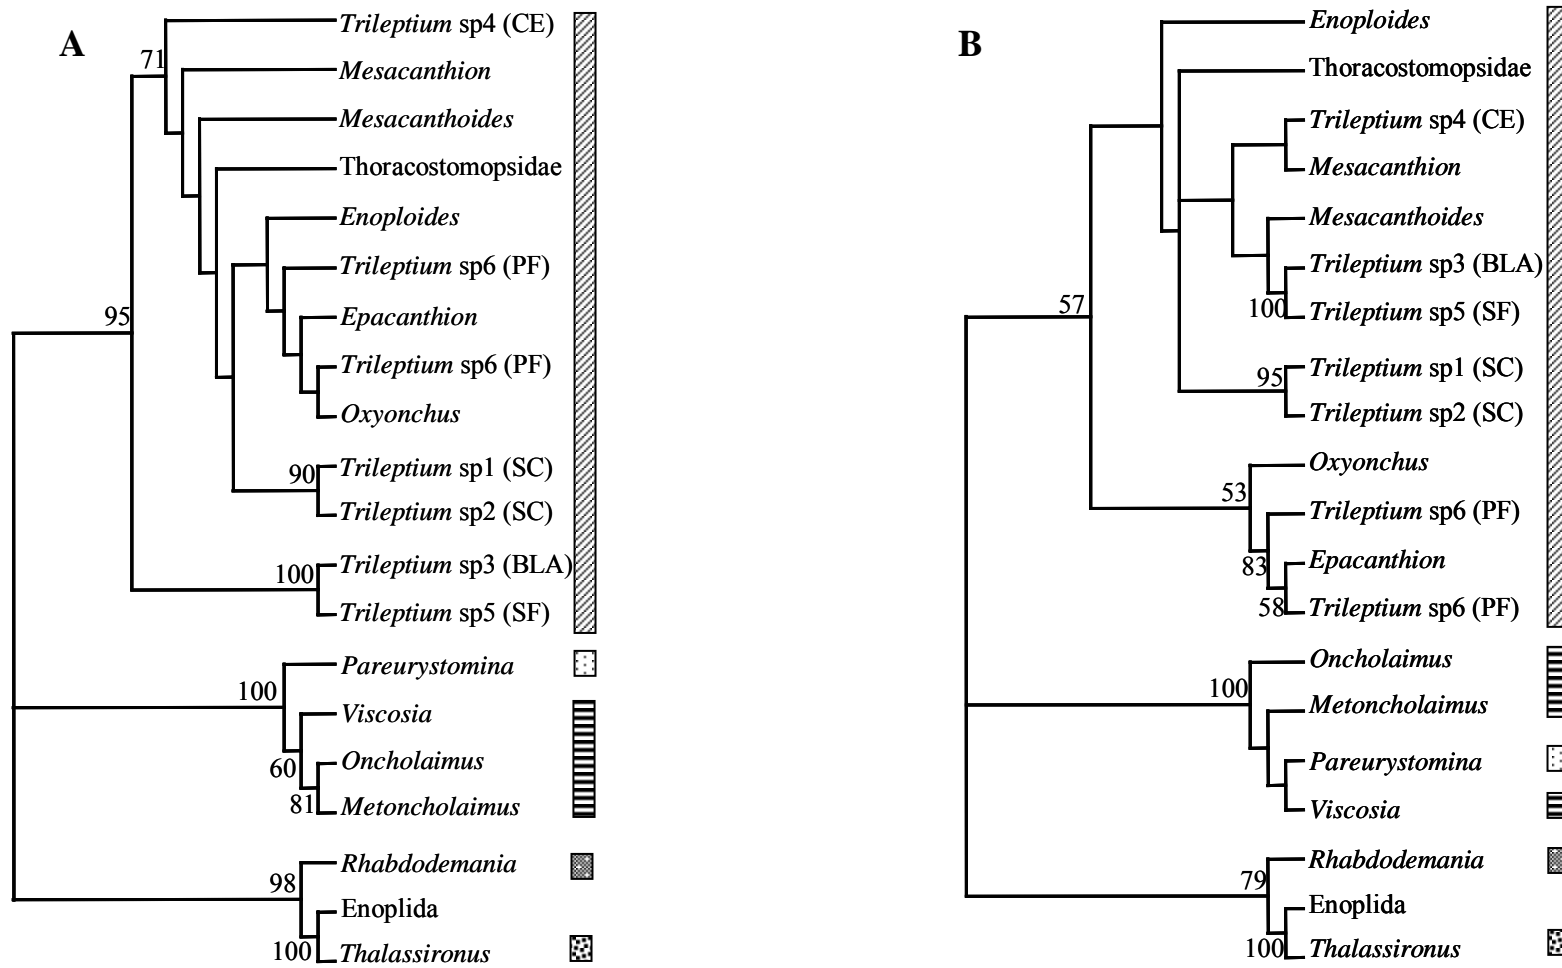 A
Trileptium sp4 (CE)
71
Mesacanthion
Mesacanthoides
Thoracostomopsidae
Enoploides
Trileptium sp6 (PF)
95
Epacanthion
Trileptium sp6 (PF)
Oxyonchus
90
Trileptium sp1 (SC)
Trileptium sp2 (SC)
100
Trileptium sp3 (BLA)
Trileptium sp5 (SF)
Pareurystomina
100
Viscosia
60
Oncholaimus
81
Metoncholaimus
Rhabdodemania
98
Enoplida
100
Thalassironus
B
Enoploides
Thoracostomopsidae
Trileptium sp4 (CE)
Mesacanthion
Mesacanthoides
Trileptium sp3 (BLA)
57
100
Trileptium sp5 (SF)
95
Trileptium sp1 (SC)
Trileptium sp2 (SC)
Oxyonchus
53
Trileptium sp6 (PF)
83
Epacanthion
58
Trileptium sp6 (PF)
Oncholaimus
100
Metoncholaimus
Pareurystomina
Viscosia
Rhabdodemania
79
Enoplida
100
Thalassironus